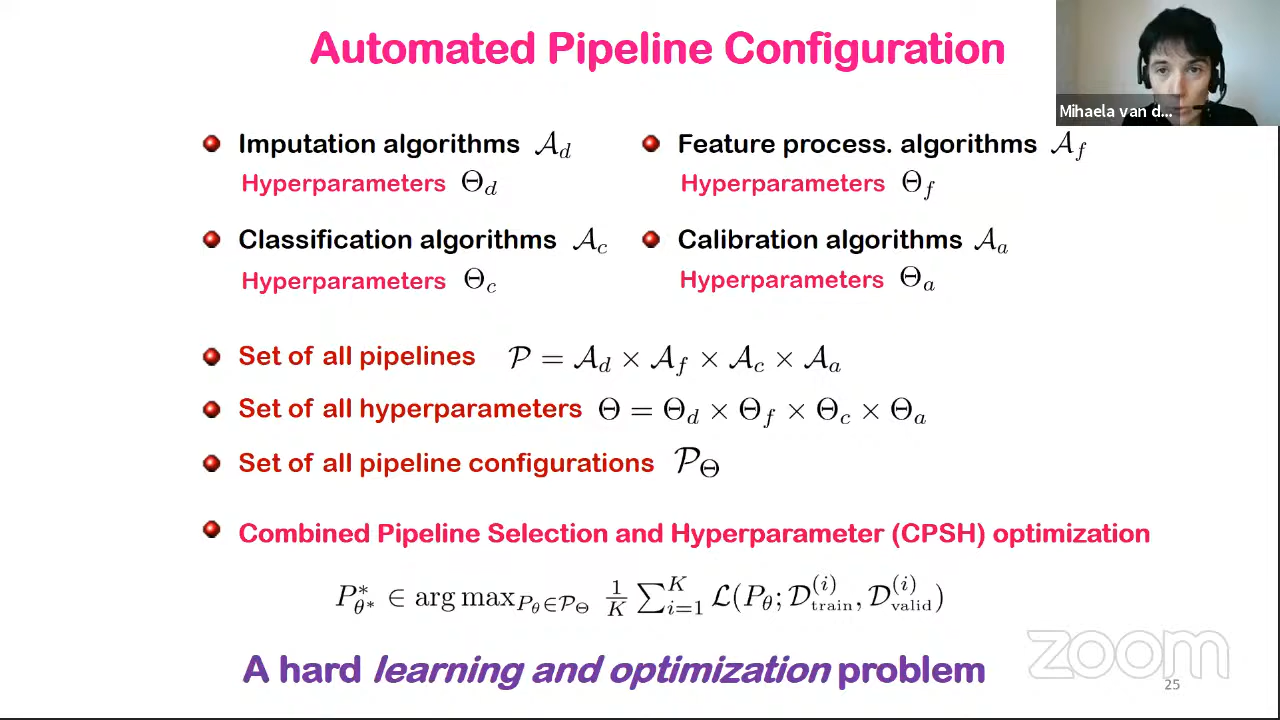 Automated Pipeline Configuration
Mihaela van d...
Imputation algorithms 𝒜_d
Hyperparameters Θ_d
Feature process. algorithms 𝒜_f
Hyperparameters Θ_f
Classification algorithms 𝒜_c
Hyperparameters Θ_c
Calibration algorithms 𝒜_a
Hyperparameters Θ_a
Set of all pipelines 𝒫 = 𝒜_d × 𝒜_f × 𝒜_c × 𝒜_a
Set of all hyperparameters Θ = Θ_d × Θ_f × Θ_c × Θ_a
Set of all pipeline configurations 𝒫_Θ
Combined Pipeline Selection and Hyperparameter (CPSH) optimization
P*_θ* ∈ arg max_{P_θ∈𝒫_Θ} 1/K ∑_{i=1}^{K} ℒ(P_θ; 𝒟_train^(i), 𝒟_valid^(i))
A hard learning and optimization problem
zoom
25